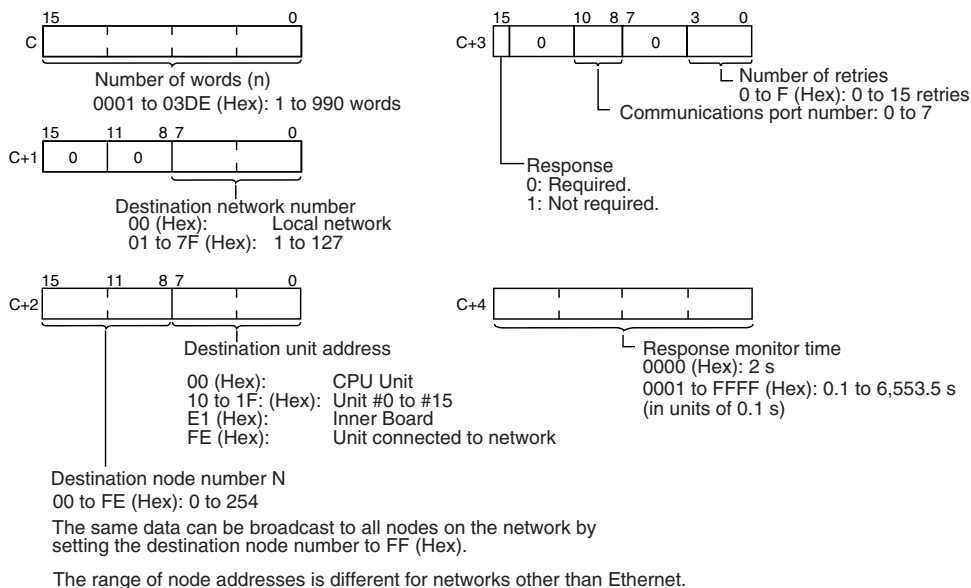 15 0
C
Number of words (n)
0001 to 03DE (Hex): 1 to 990 words
15 11 8 7 0
C+1 0 0
Destination network number
00 (Hex): Local network
01 to 7F (Hex): 1 to 127
15 11 8 7 0
C+2
Destination unit address
00 (Hex): CPU Unit
10 to 1F: (Hex): Unit #0 to #15
E1 (Hex): Inner Board
FE (Hex): Unit connected to network
Destination node number N
00 to FE (Hex): 0 to 254
The same data can be broadcast to all nodes on the network by
setting the destination node number to FF (Hex).
The range of node addresses is different for networks other than Ethernet.
15 10 8 7 3 0
C+3 0 0
Number of retries
0 to F (Hex): 0 to 15 retries
Communications port number: 0 to 7
Response
0: Required.
1: Not required.
C+4
Response monitor time
0000 (Hex): 2 s
0001 to FFFF (Hex): 0.1 to 6,553.5 s
(in units of 0.1 s)